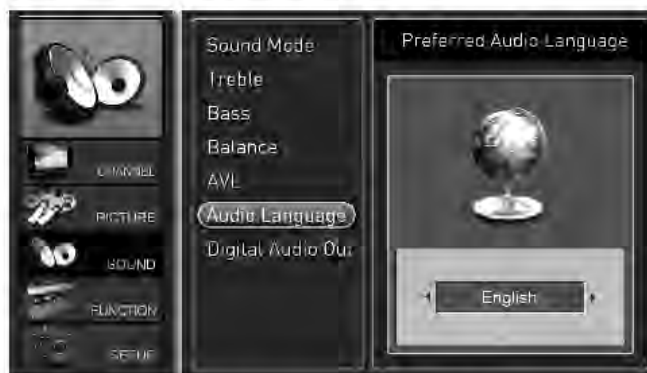 CHANNEL
PICTURE
SOUND
FUNCTION
SETUP
Sound Mode
Treble
Bass
Balance
AVL
Audio Language
Digital Audio Out
Preferred Audio Language
English